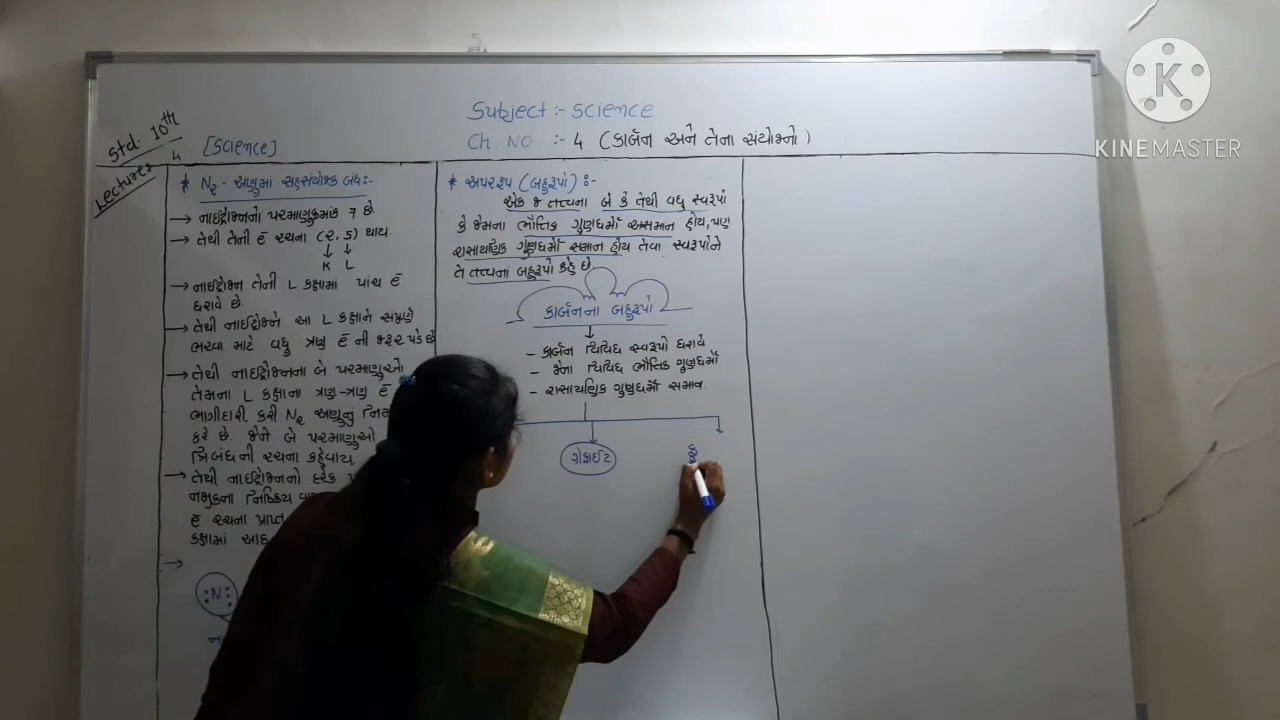 Subject :- Science
Ch NO :- 4 (કાર્બન અને તેના સંયોજનો)
Std. 10th
Lectures 4
[Science]
* N₂ - અણુમાં સહસંયોજક બંધ:-
→ નાઈટ્રોજનનો પરમાણુક્રમાંક 7 છે.
→ તેથી તેની ē રચના (2, 5) થાય.
↓ ↓
K L
→ નાઈટ્રોજન તેની L કક્ષામાં પાંચ ē
ધરાવે છે.
→ તેથી નાઈટ્રોજને આ L કક્ષાને સંપૂર્ણ
ભરવા માટે વધુ ત્રણ ē ની જરૂર પડે છે
→ તેથી નાઈટ્રોજનના બે પરમાણુઓ
તેમના L કક્ષાના ત્રણ-ત્રણ ē
ભાગીદારી કરી N₂ અણુનું
કરે છે. જેને બે પરમાણુઓ
ત્રિબંધની રચના કહેવાય
→ તેથી નાઈટ્રોજનનો દરેક
નજીકના નિષ્ક્રિય
ē રચના પ્રાપ્ત
કક્ષામાં
→
:N:
* અપરરૂપ (બહુરૂપો) :-
એક જ તત્ત્વના બે કે તેથી વધુ સ્વરૂપો
કે જેમના ભૌતિક ગુણધર્મો અસમાન હોય, પણ
રાસાયણિક ગુણધર્મો સમાન હોય તેવા સ્વરૂપોને
તે તત્ત્વનાં બહુરૂપો કહે છે.
કાર્બનના બહુરૂપો
↓
- કાર્બન વિવિધ સ્વરૂપો ધરાવે
- જેના વિવિધ ભૌતિક ગુણધર્મો
- રાસાયણિક ગુણધર્મો સમાન.
ગ્રેફાઈટ
KINEMASTER